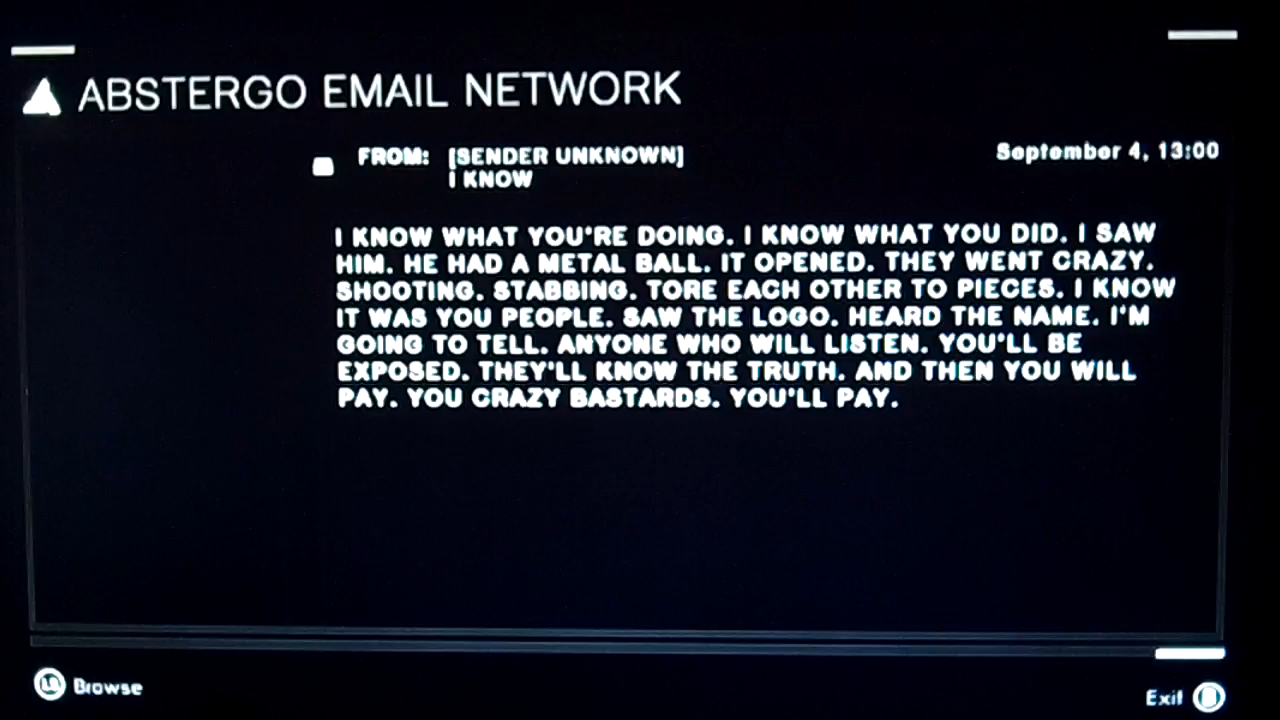 ABSTERGO EMAIL NETWORK
FROM: [SENDER UNKNOWN]
September 4, 13:00
I KNOW
I KNOW WHAT YOU'RE DOING. I KNOW WHAT YOU DID. I SAW
HIM. HE HAD A METAL BALL. IT OPENED. THEY WENT CRAZY.
SHOOTING. STABBING. TORE EACH OTHER TO PIECES. I KNOW
IT WAS YOU PEOPLE. SAW THE LOGO. HEARD THE NAME. I'M
GOING TO TELL. ANYONE WHO WILL LISTEN. YOU'LL BE
EXPOSED. THEY'LL KNOW THE TRUTH. AND THEN YOU WILL
PAY. YOU CRAZY BASTARDS. YOU'LL PAY.
LS Browse
Exit B